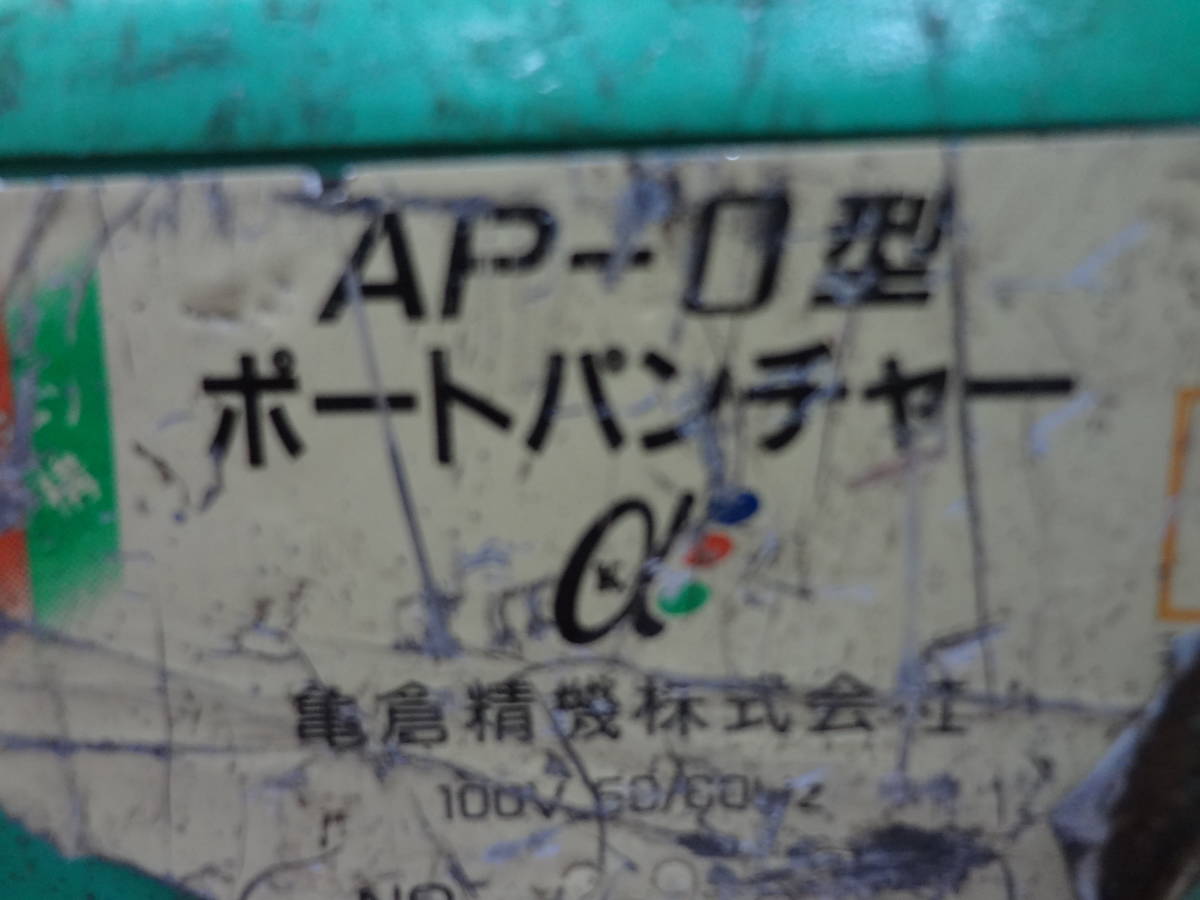 AP-0型
ポートパンチャー
α
K
亀倉精機株式会社
100V 50/60Hz
NO